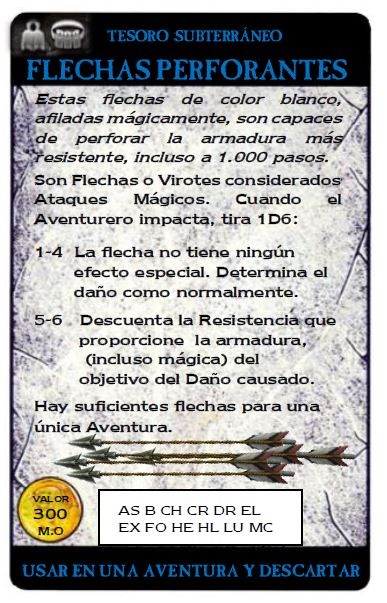 TESORO SUBTERRÁNEO
FLECHAS PERFORANTES
Estas flechas de color blanco,
afiladas mágicamente, son capaces
de perforar la armadura más
resistente, incluso a 1.000 pasos.
Son Flechas o Virotes considerados
Ataques Mágicos. Cuando el
Aventurero impacta, tira 1D6:
1-4 La flecha no tiene ningún
efecto especial. Determina el
daño como normalmente.
5-6 Descuenta la Resistencia que
proporcione la armadura,
(incluso mágica) del
objetivo del Daño causado.
Hay suficientes flechas para una
única Aventura.
VALOR
300
M.O
AS B CH CR DR EL
EX FO HE HL LU MC
USAR EN UNA AVENTURA Y DESCARTAR